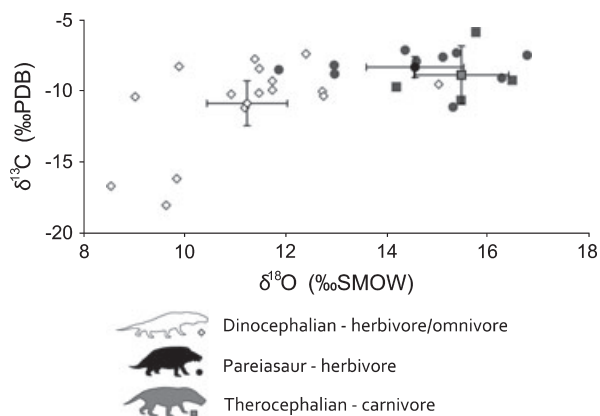 -5
-10
-15
-20
δ13C (‰PDB)
8 10 12 14 16 18
δ18O (‰SMOW)
Dinocephalian - herbivore/omnivore
Pareiasaur - herbivore
Therocephalian - carnivore